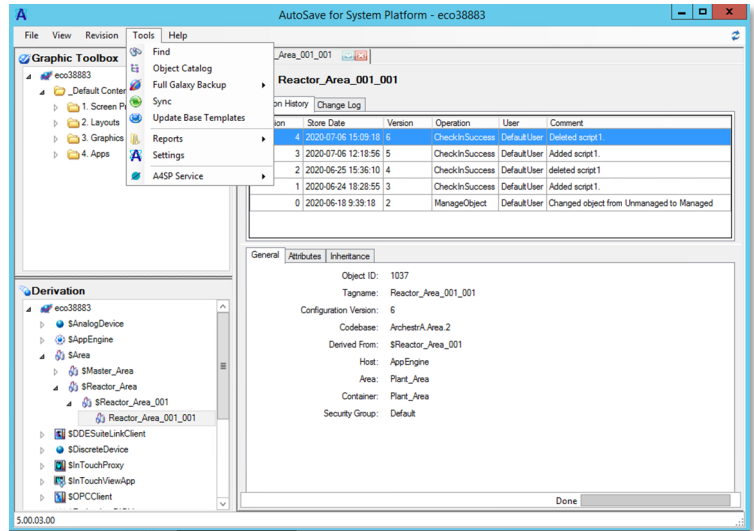 AutoSave for System Platform - eco38883
File View Revision Tools Help
Find
Object Catalog
Full Galaxy Backup
Sync
Update Base Templates
Reports
Settings
A4SP Service
Graphic Toolbox
eco38883
1. Screen
2. Layouts
3. Graphics
4. Apps
_Area_001_001
Reactor_Area_001_001
History Change Log
Store Date Version Operation User Comment
4 2020-07-06 15:09:18 6 CheckInSuccess DefaultUser Deleted script1.
3 2020-07-06 12:18:56 5 CheckInSuccess DefaultUser Added script1.
2 2020-06-25 15:36:10 4 CheckInSuccess DefaultUser deleted script1
1 2020-06-24 18:28:55 3 CheckInSuccess DefaultUser Added script1.
0 2020-06-18 9:39:18 2 ManageObject DefaultUser Changed object from Unmanaged to Managed
General Attributes Inheritance
Object ID: 1037
Tagname: Reactor_Area_001_001
Configuration Version: 6
Codebase: ArchestrA.Area.2
Derived From: $Reactor_Area_001
Host: AppEngine
Area: Plant_Area
Container: Plant_Area
Security Group: Default
Done
Derivation
eco38883
$AnalogDevice
$AppEngine
$Area
$Master_Area
$Reactor_Area
$Reactor_Area_001
Reactor_Area_001_001
$DDESuiteLinkClient
$DiscreteDevice
$InTouchProxy
$InTouchViewApp
$OPCClient
5.00.03.00